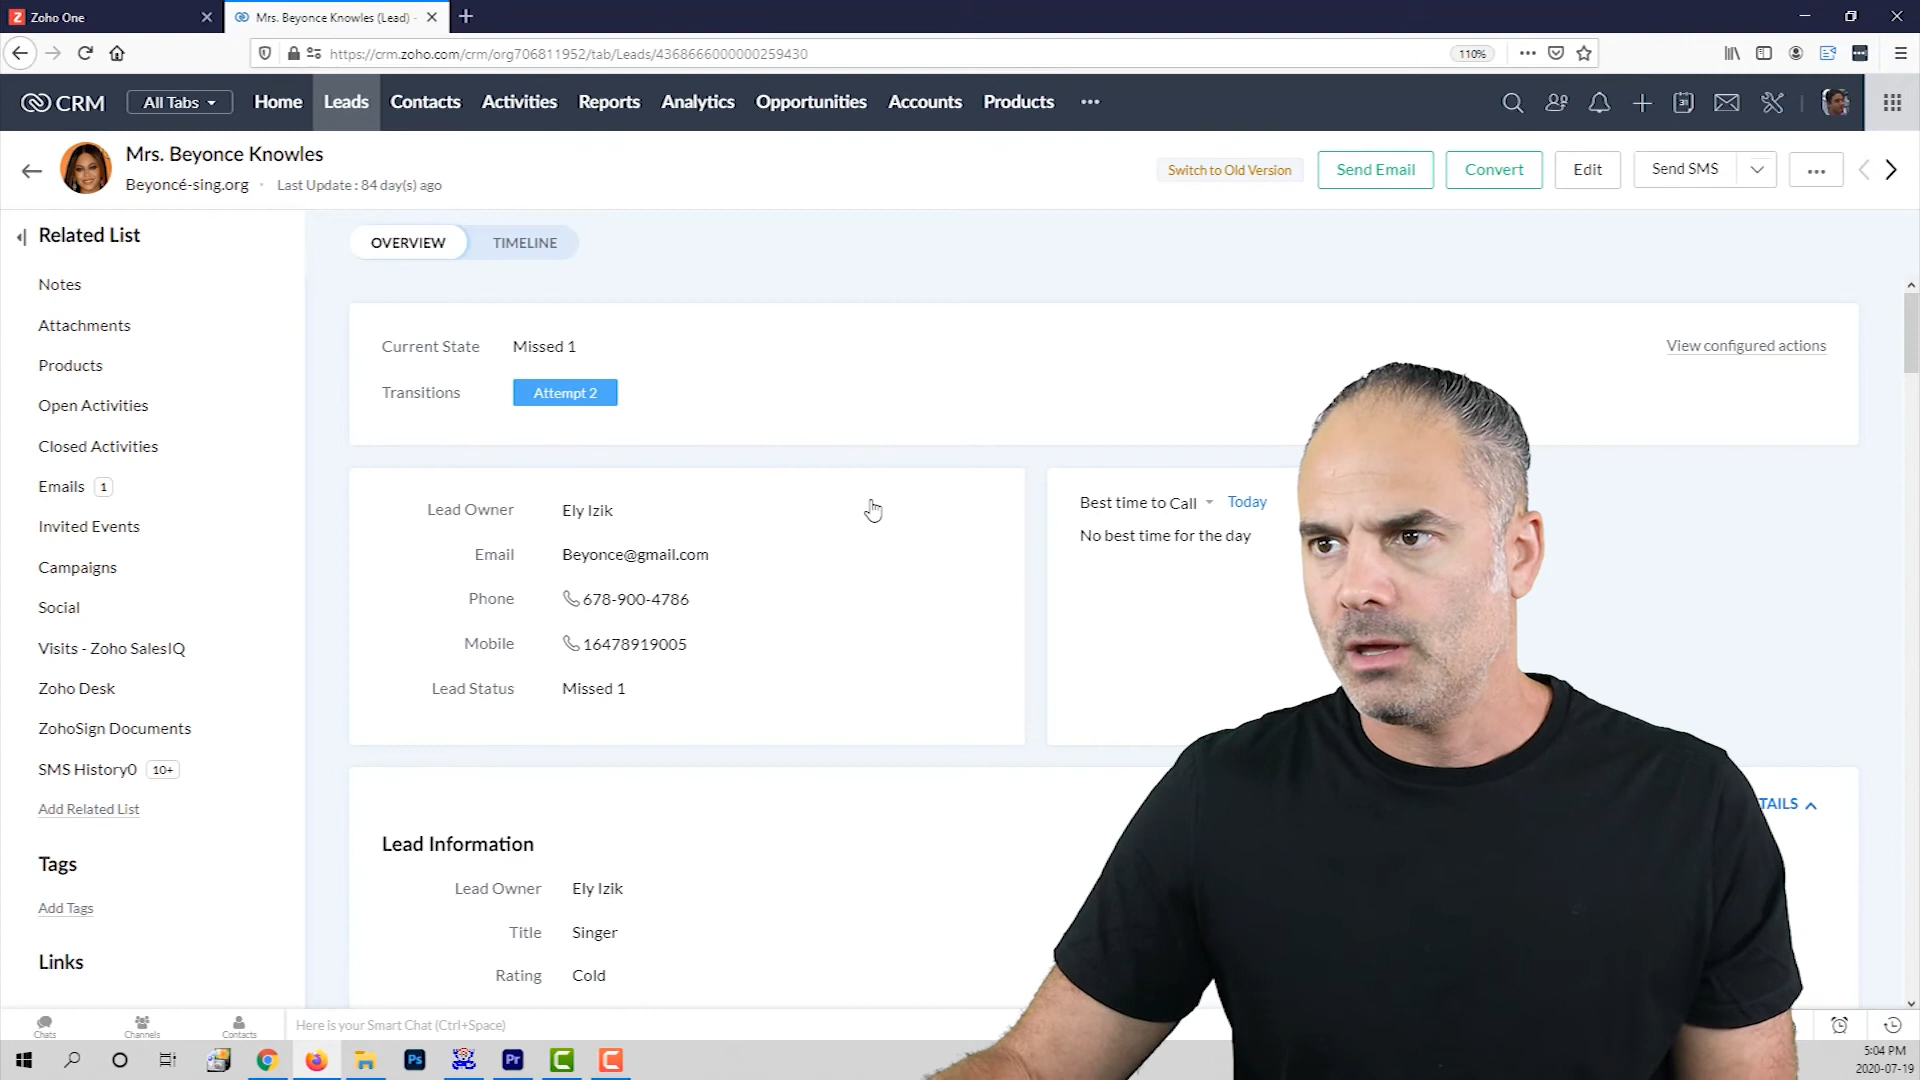 Zoho One
Mrs. Beyonce Knowles (Lead) -
https://crm.zoho.com/crm/org706811952/tab/Leads/4368666000000259430
110%
CRM
All Tabs
Home
Leads
Contacts
Activities
Reports
Analytics
Opportunities
Accounts
Products
Mrs. Beyonce Knowles
Beyoncé-sing.org
Last Update : 84 day(s) ago
Switch to Old Version
Send Email
Convert
Edit
Send SMS
Related List
Notes
Attachments
Products
Open Activities
Closed Activities
Emails 1
Invited Events
Campaigns
Social
Visits - Zoho SalesIQ
Zoho Desk
ZohoSign Documents
SMS History0 10+
Add Related List
Tags
Add Tags
Links
OVERVIEW
TIMELINE
Current State Missed 1
View configured actions
Transitions Attempt 2
Lead Owner Ely Izik
Email Beyonce@gmail.com
Phone 678-900-4786
Mobile 16478919005
Lead Status Missed 1
Best time to Call Today
No best time for the day
TAILS
Lead Information
Lead Owner Ely Izik
Title Singer
Rating Cold
Chats
Channels
Contacts
Here is your Smart Chat (Ctrl+Space)
Ps
Pr
5:04 PM
2020-07-19